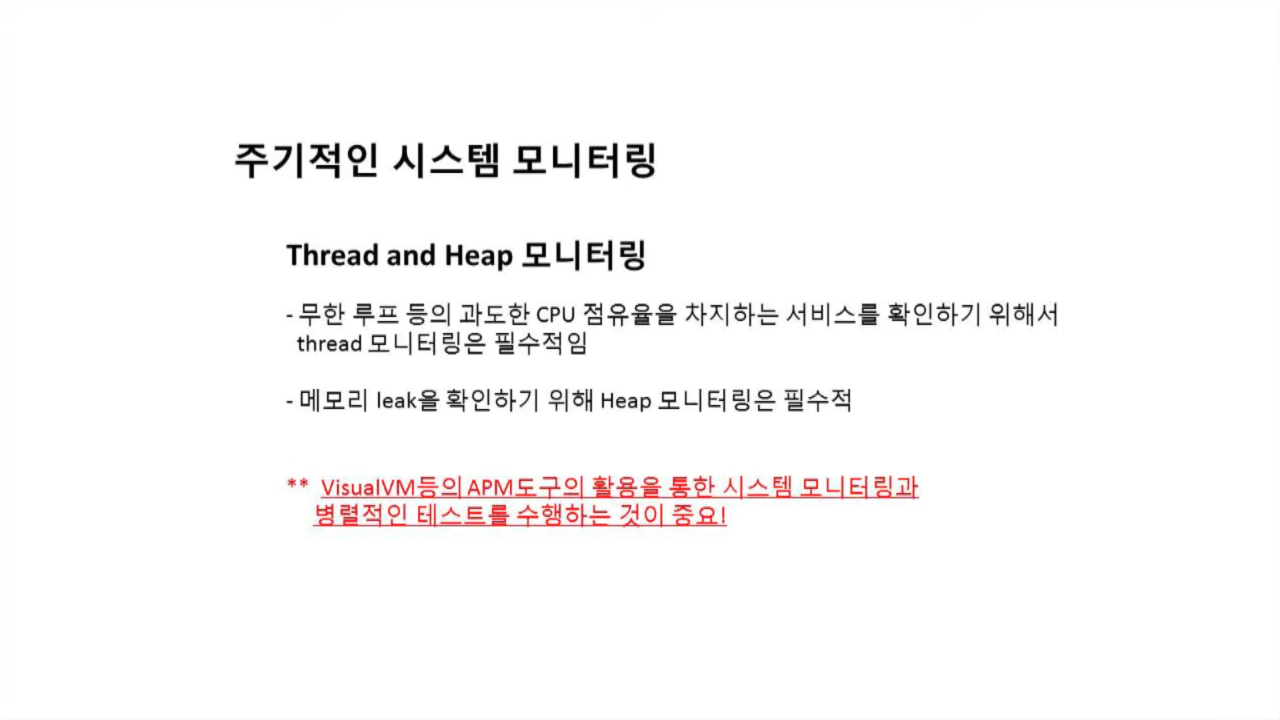 주기적인 시스템 모니터링
Thread and Heap 모니터링
- 무한 루프 등의 과도한 CPU 점유율을 차지하는 서비스를 확인하기 위해서
thread 모니터링은 필수적임
- 메모리 leak을 확인하기 위해 Heap 모니터링은 필수적
** VisualVM등의 APM도구의 활용을 통한 시스템 모니터링과
병렬적인 테스트를 수행하는 것이 중요!